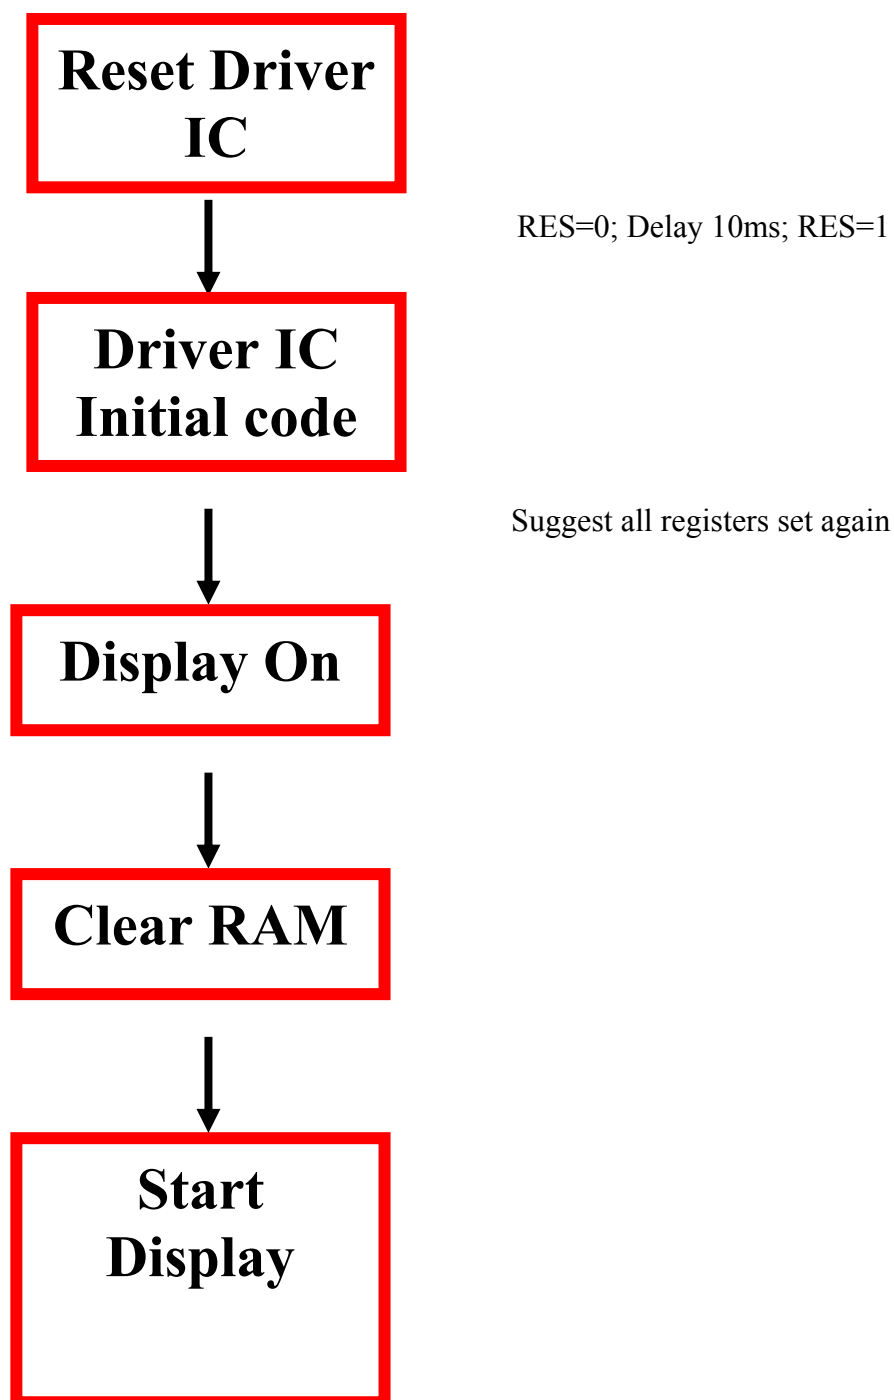 Reset Driver
IC
RES=0; Delay 10ms; RES=1
Driver IC
Initial code
Suggest all registers set again
Display On
Clear RAM
Start
Display